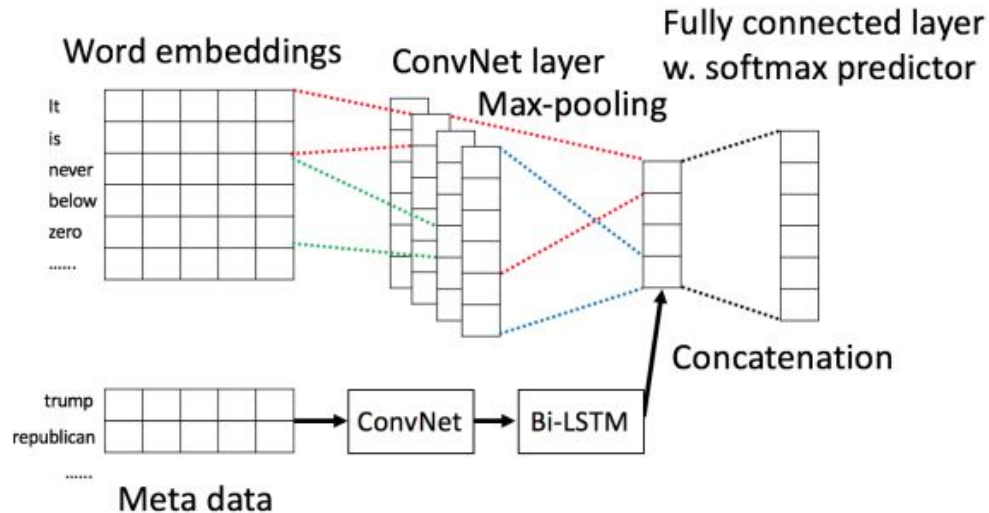 Word embeddings
ConvNet layer
Max-pooling
Fully connected layer
w. softmax predictor
It
is
never
below
zero
......
Concatenation
trump
republican
......
ConvNet
Bi-LSTM
Meta data